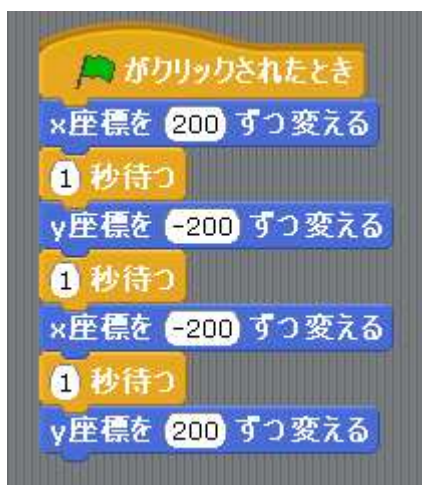 がクリックされたとき
x座標を 200 ずつ変える
1 秒待つ
y座標を -200 ずつ変える
1 秒待つ
x座標を -200 ずつ変える
1 秒待つ
y座標を 200 ずつ変える